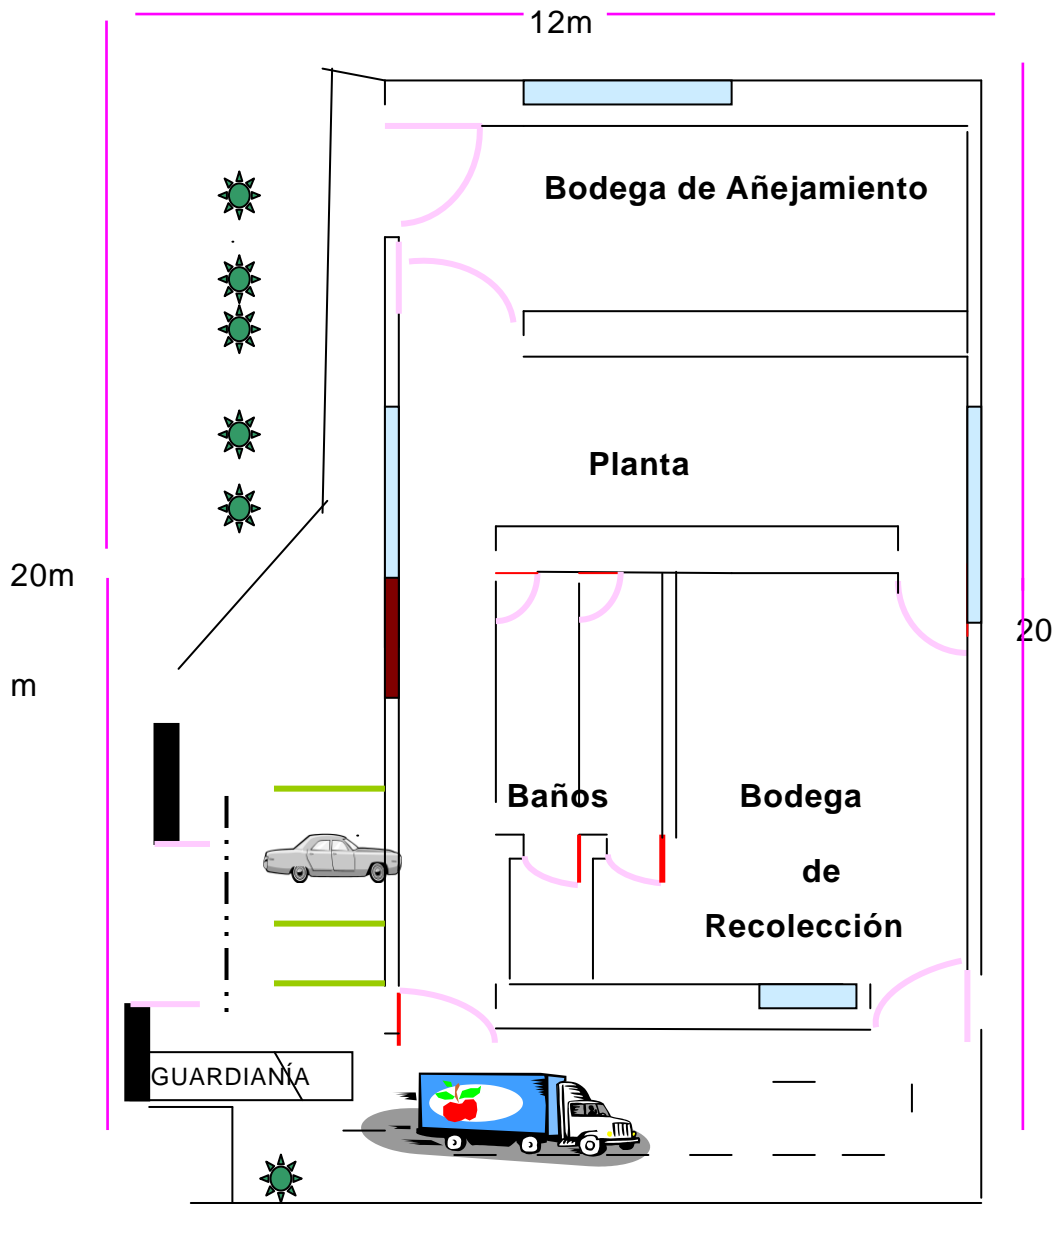 12m
Bodega de Añejamiento
Planta
20m
20
m
Baños
Bodega
de
Recolección
GUARDIANÍA